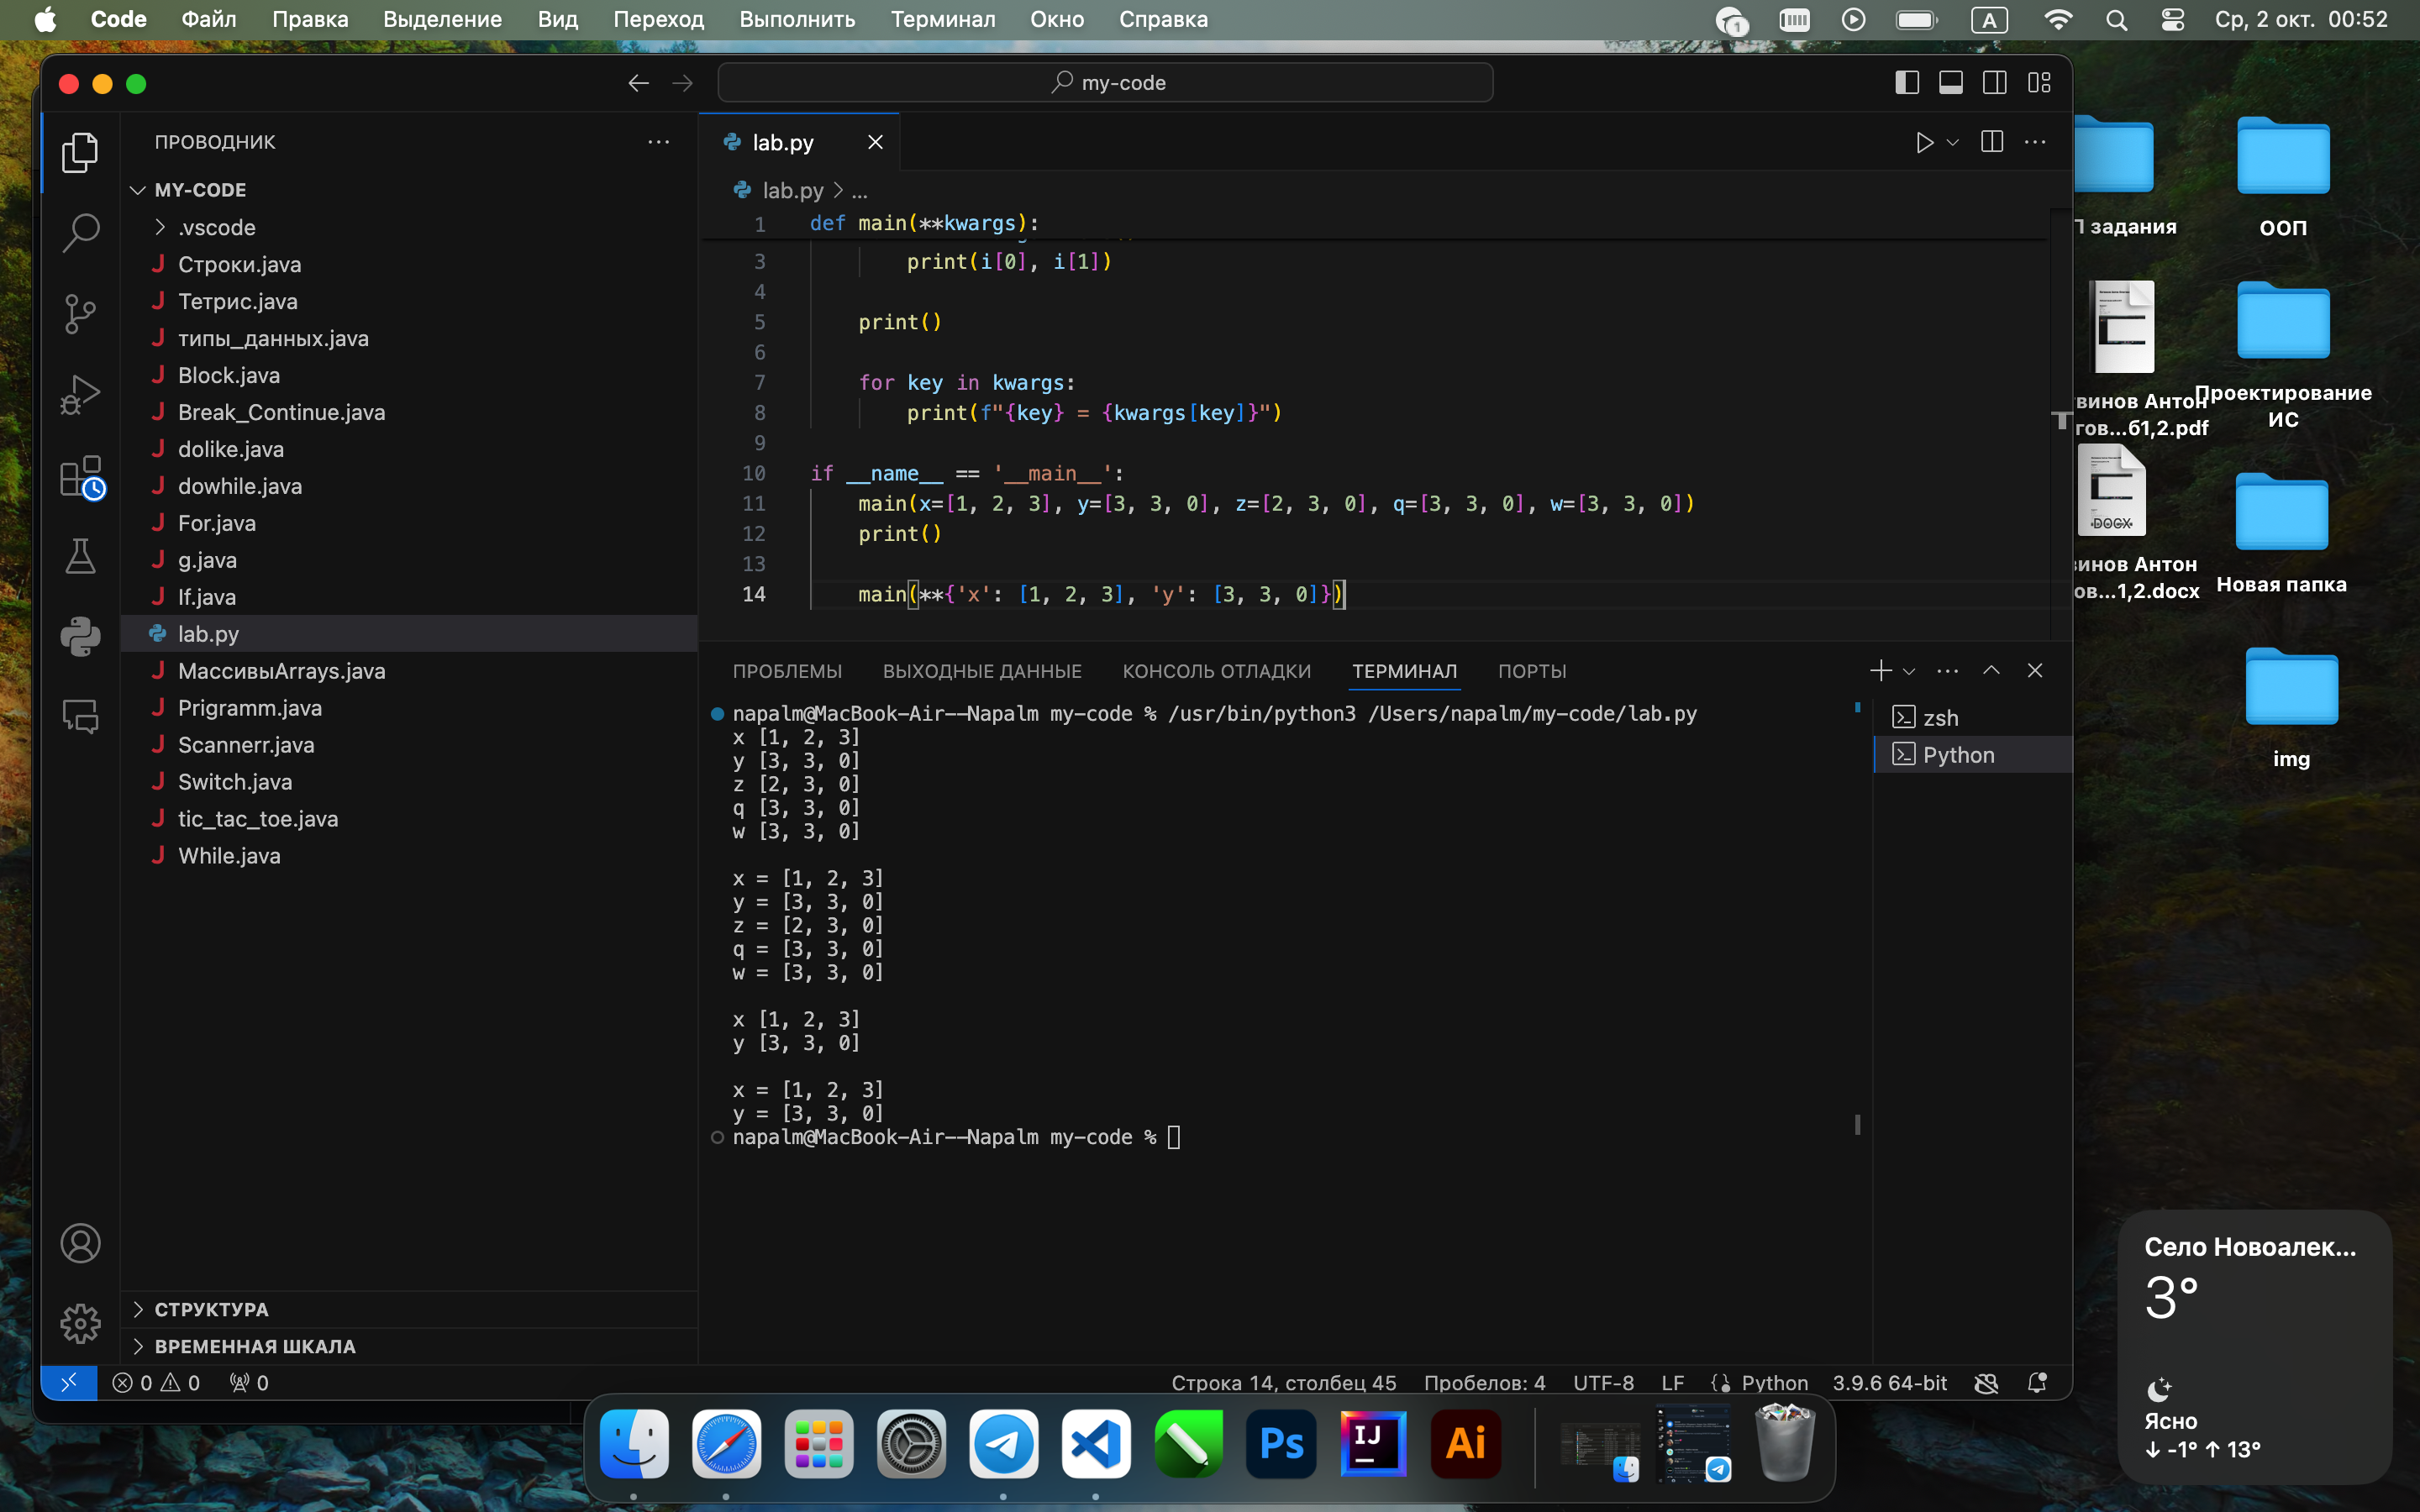 Code Файл Правка Выделение Вид Переход Выполнить Терминал Окно Справка
1 A Ср, 2 окт. 00:52
my-code
ПРОВОДНИК
MY-CODE
.vscode
Строки.java
Тетрис.java
типы_данных.java
Block.java
Break_Continue.java
dolike.java
dowhile.java
For.java
g.java
If.java
lab.py
МассивыArrays.java
Prigramm.java
Scannerr.java
Switch.java
tic_tac_toe.java
While.java
СТРУКТУРА
ВРЕМЕННАЯ ШКАЛА
lab.py
lab.py > ...
1 def main(**kwargs):
3 print(i[0], i[1])
4
5 print()
6
7 for key in kwargs:
8 print(f"{key} = {kwargs[key]}")
9
10 if __name__ == '__main__':
11 main(x=[1, 2, 3], y=[3, 3, 0], z=[2, 3, 0], q=[3, 3, 0], w=[3, 3, 0])
12 print()
13
14 main(**{'x': [1, 2, 3], 'y': [3, 3, 0]})
ПРОБЛЕМЫ ВЫХОДНЫЕ ДАННЫЕ КОНСОЛЬ ОТЛАДКИ ТЕРМИНАЛ ПОРТЫ
napalm@MacBook-Air--Napalm my-code % /usr/bin/python3 /Users/napalm/my-code/lab.py
x [1, 2, 3]
y [3, 3, 0]
z [2, 3, 0]
q [3, 3, 0]
w [3, 3, 0]
x = [1, 2, 3]
y = [3, 3, 0]
z = [2, 3, 0]
q = [3, 3, 0]
w = [3, 3, 0]
x [1, 2, 3]
y [3, 3, 0]
x = [1, 2, 3]
y = [3, 3, 0]
napalm@MacBook-Air--Napalm my-code %
zsh
Python
0 0 0
Строка 14, столбец 45 Пробелов: 4 UTF-8 LF Python 3.9.6 64-bit
задания
ООП
Проектирование
ИС
винов Антон
гов...б1,2.pdf
DOCX
винов Антон
ов...1,2.docx
Новая папка
img
Село Новоалек...
3°
Ясно
↓ -1° ↑ 13°
Ps
IJ
Ai